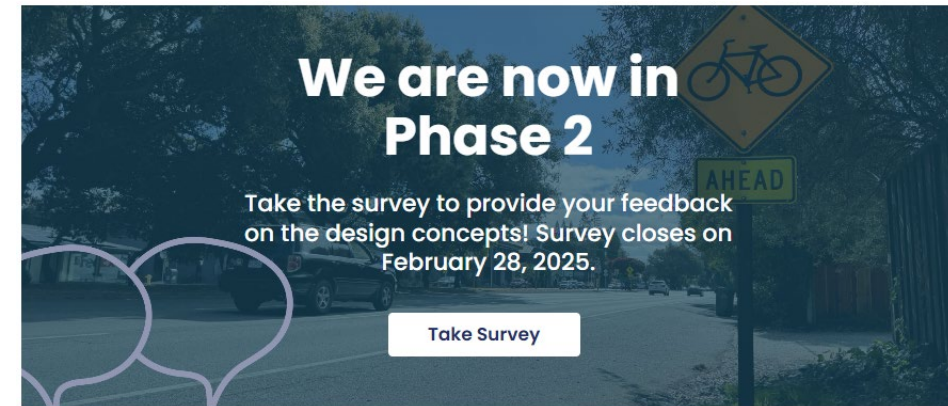 We are now in
Phase 2
AHEAD
Take the survey to provide your feedback
on the design concepts! Survey closes on
February 28, 2025.
Take Survey